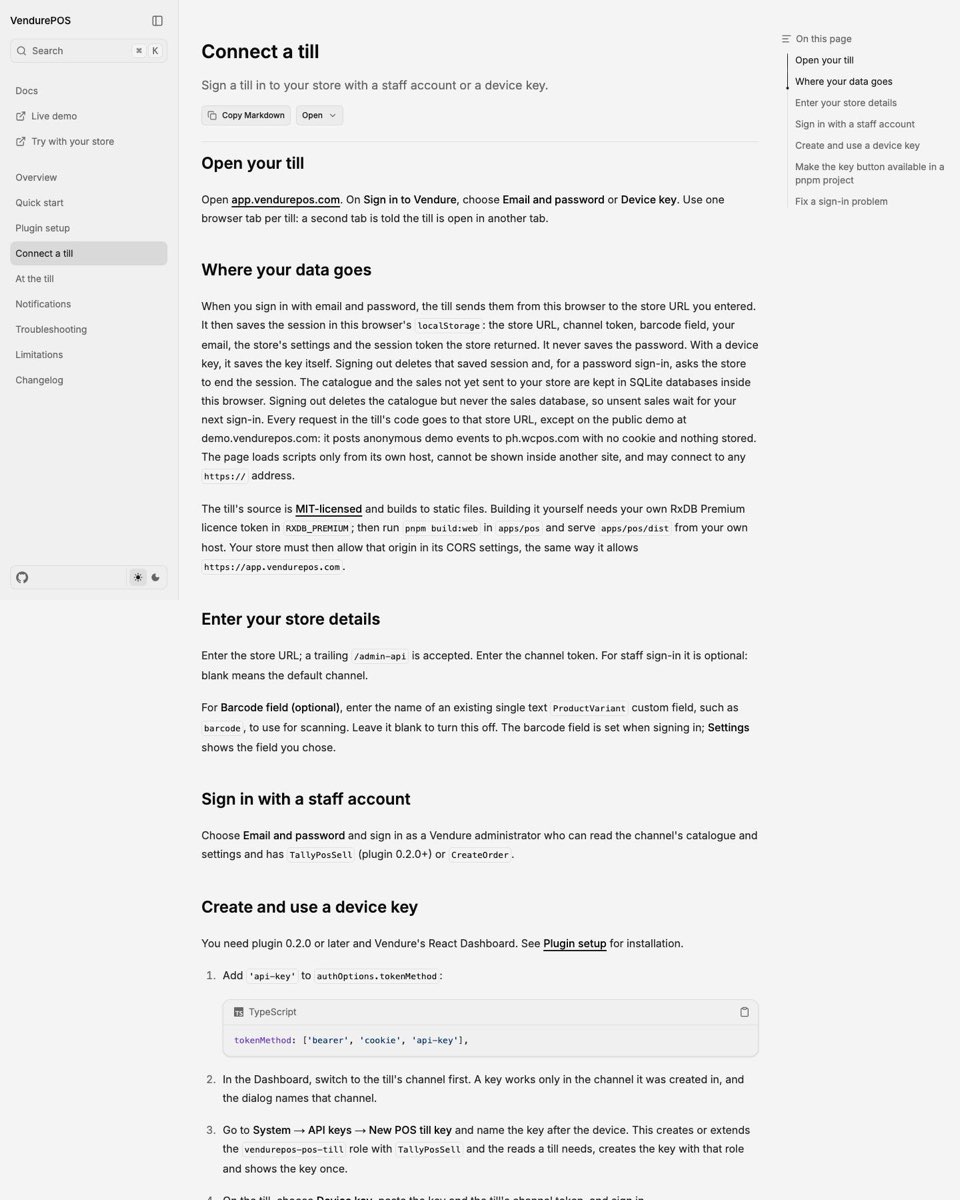 VendurePOS
Search
⌘ K
Docs
Live demo
Try with your store
Overview
Quick start
Plugin setup
Connect a till
At the till
Notifications
Troubleshooting
Limitations
Changelog
Connect a till
Sign a till in to your store with a staff account or a device key.
Copy Markdown
Open
Open your till
Open app.vendurepos.com. On Sign in to Vendure, choose Email and password or Device key. Use one
browser tab per till: a second tab is told the till is open in another tab.
Where your data goes
When you sign in with email and password, the till sends them from this browser to the store URL you entered.
It then saves the session in this browser's localStorage: the store URL, channel token, barcode field, your
email, the store's settings and the session token the store returned. It never saves the password. With a device
key, it saves the key itself. Signing out deletes that saved session and, for a password sign-in, asks the store
to end the session. The catalogue and the sales not yet sent to your store are kept in SQLite databases inside
this browser. Signing out deletes the catalogue but never the sales database, so unsent sales wait for your
next sign-in. Every request in the till's code goes to that store URL, except on the public demo at
demo.vendurepos.com: it posts anonymous demo events to ph.wcpos.com with no cookie and nothing stored.
The page loads scripts only from its own host, cannot be shown inside another site, and may connect to any
https:// address.
The till's source is MIT-licensed and builds to static files. Building it yourself needs your own RxDB Premium
licence token in RXDB_PREMIUM; then run pnpm build:web in apps/pos and serve apps/pos/dist from your own
host. Your store must then allow that origin in its CORS settings, the same way it allows
https://app.vendurepos.com.
Enter your store details
Enter the store URL; a trailing /admin-api is accepted. Enter the channel token. For staff sign-in it is optional:
blank means the default channel.
For Barcode field (optional), enter the name of an existing single text ProductVariant custom field, such as
barcode, to use for scanning. Leave it blank to turn this off. The barcode field is set when signing in; Settings
shows the field you chose.
Sign in with a staff account
Choose Email and password and sign in as a Vendure administrator who can read the channel's catalogue and
settings and has TallyPosSell (plugin 0.2.0+) or CreateOrder.
Create and use a device key
You need plugin 0.2.0 or later and Vendure's React Dashboard. See Plugin setup for installation.
1. Add 'api-key' to authOptions.tokenMethod:
TypeScript
tokenMethod: ['bearer', 'cookie', 'api-key'],
2. In the Dashboard, switch to the till's channel first. A key works only in the channel it was created in, and
the dialog names that channel.
3. Go to System → API keys → New POS till key and name the key after the device. This creates or extends
the vendurepos-pos-till role with TallyPosSell and the reads a till needs, creates the key with that role
and shows the key once.
4. On the till, choose Device key, paste the key and the till's channel token, and sign in.
On this page
Open your till
Where your data goes
Enter your store details
Sign in with a staff account
Create and use a device key
Make the key button available in a
pnpm project
Fix a sign-in problem